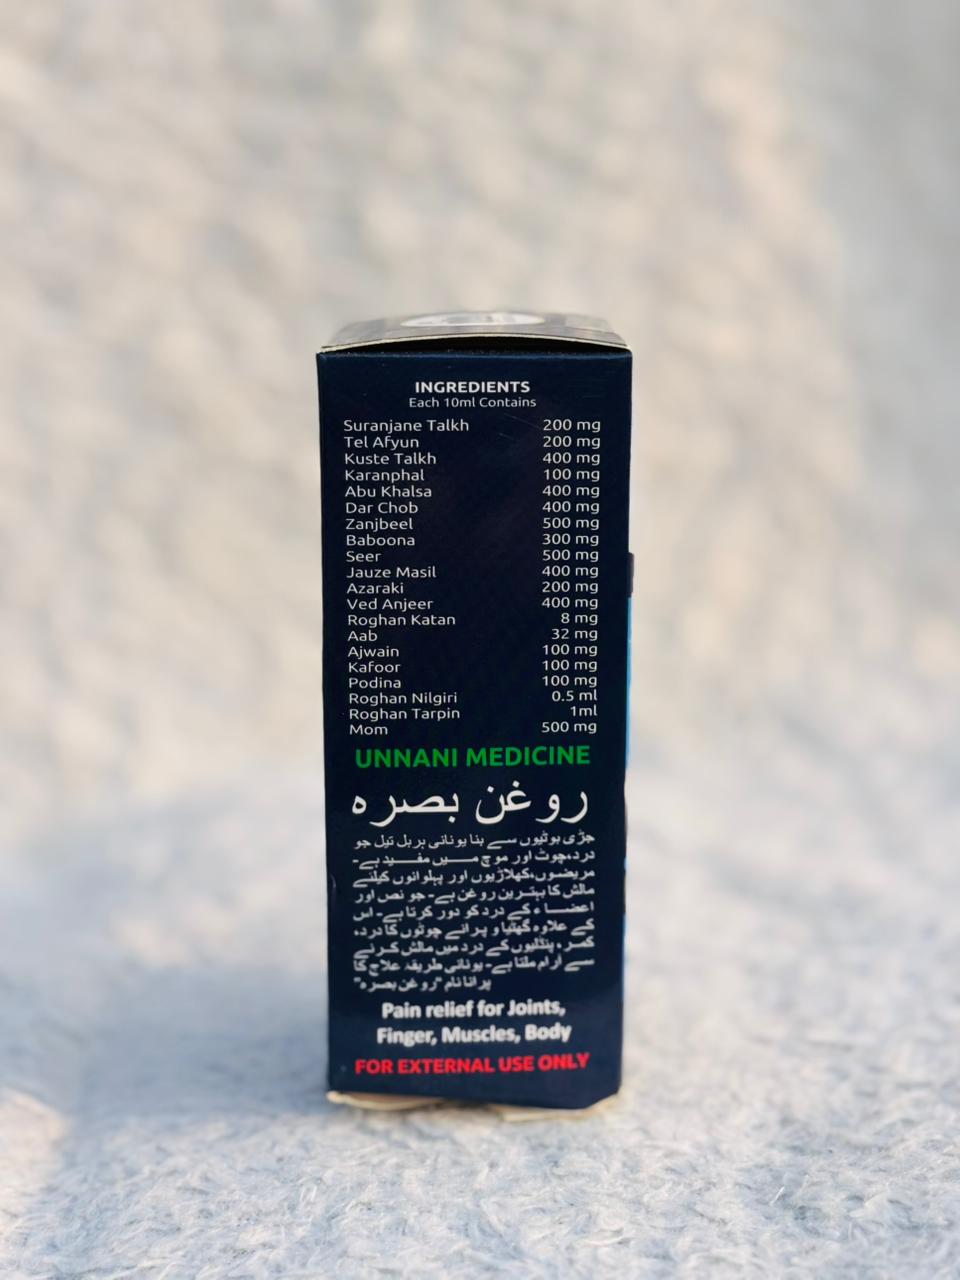 INGREDIENTS
Each 10ml Contains
Suranjane Talkh 200 mg
Tel Afyun 200 mg
Kuste Talkh 400 mg
Karanphal 100 mg
Abu Khalsa 400 mg
Dar Chob 400 mg
Zanjbeel 500 mg
Baboona 300 mg
Seer 500 mg
Jauze Masil 400 mg
Azaraki 200 mg
Ved Anjeer 400 mg
Roghan Katan 8 mg
Aab 32 mg
Ajwain 100 mg
Kafoor 100 mg
Podina 100 mg
Roghan Nilgiri 0.5 ml
Roghan Tarpin 1ml
Mom 500 mg
UNNANI MEDICINE
روغن بصرہ
جڑی بوٹیوں سے بنا یونانی ہربل تیل جو
درد، چوٹ اور موچ میں مفید ہے۔
مریضوں، کھلاڑیوں اور پہلوانوں کیلئے
مالش کا بہترین روغن ہے۔ جو نص اور
اعضاء کے درد کو دور کرتا ہے۔ اس
کے علاوہ گھٹیا و پرانے چوٹوں کا درد،
کمر، پنڈلیوں کے درد میں مالش کرنے
سے ارام ملتا ہے۔ یونانی طریقہ علاج کا
پرانا نام "روغن بصرہ"
Pain relief for Joints,
Finger, Muscles, Body
FOR EXTERNAL USE ONLY